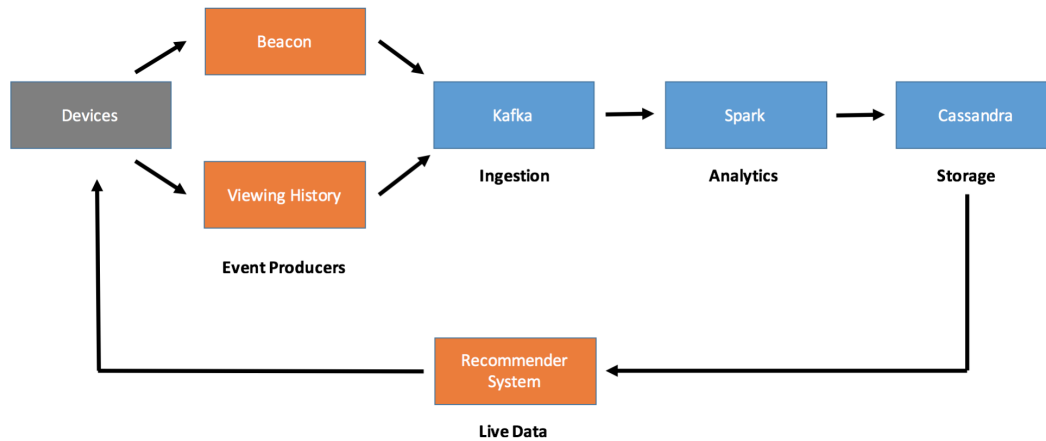 Beacon
Devices
Kafka
Spark
Cassandra
Viewing History
Ingestion
Analytics
Storage
Event Producers
Recommender
System
Live Data